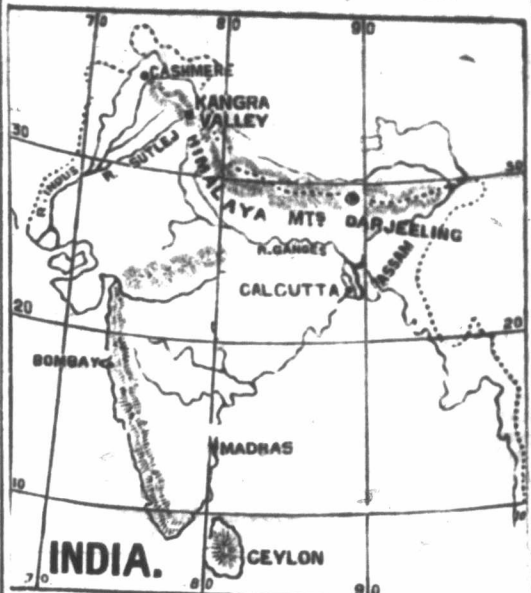 70 80 90
CASHMERE
KANGRA
VALLEY
30
R. SUTLEJ
R. INDUS
HIMALAYA MTS
30
DARJEELING
R. GANGES
ASSAM
CALCUTTA
20
20
BOMBAY
MADRAS
10
INDIA.
CEYLON
70 80 90